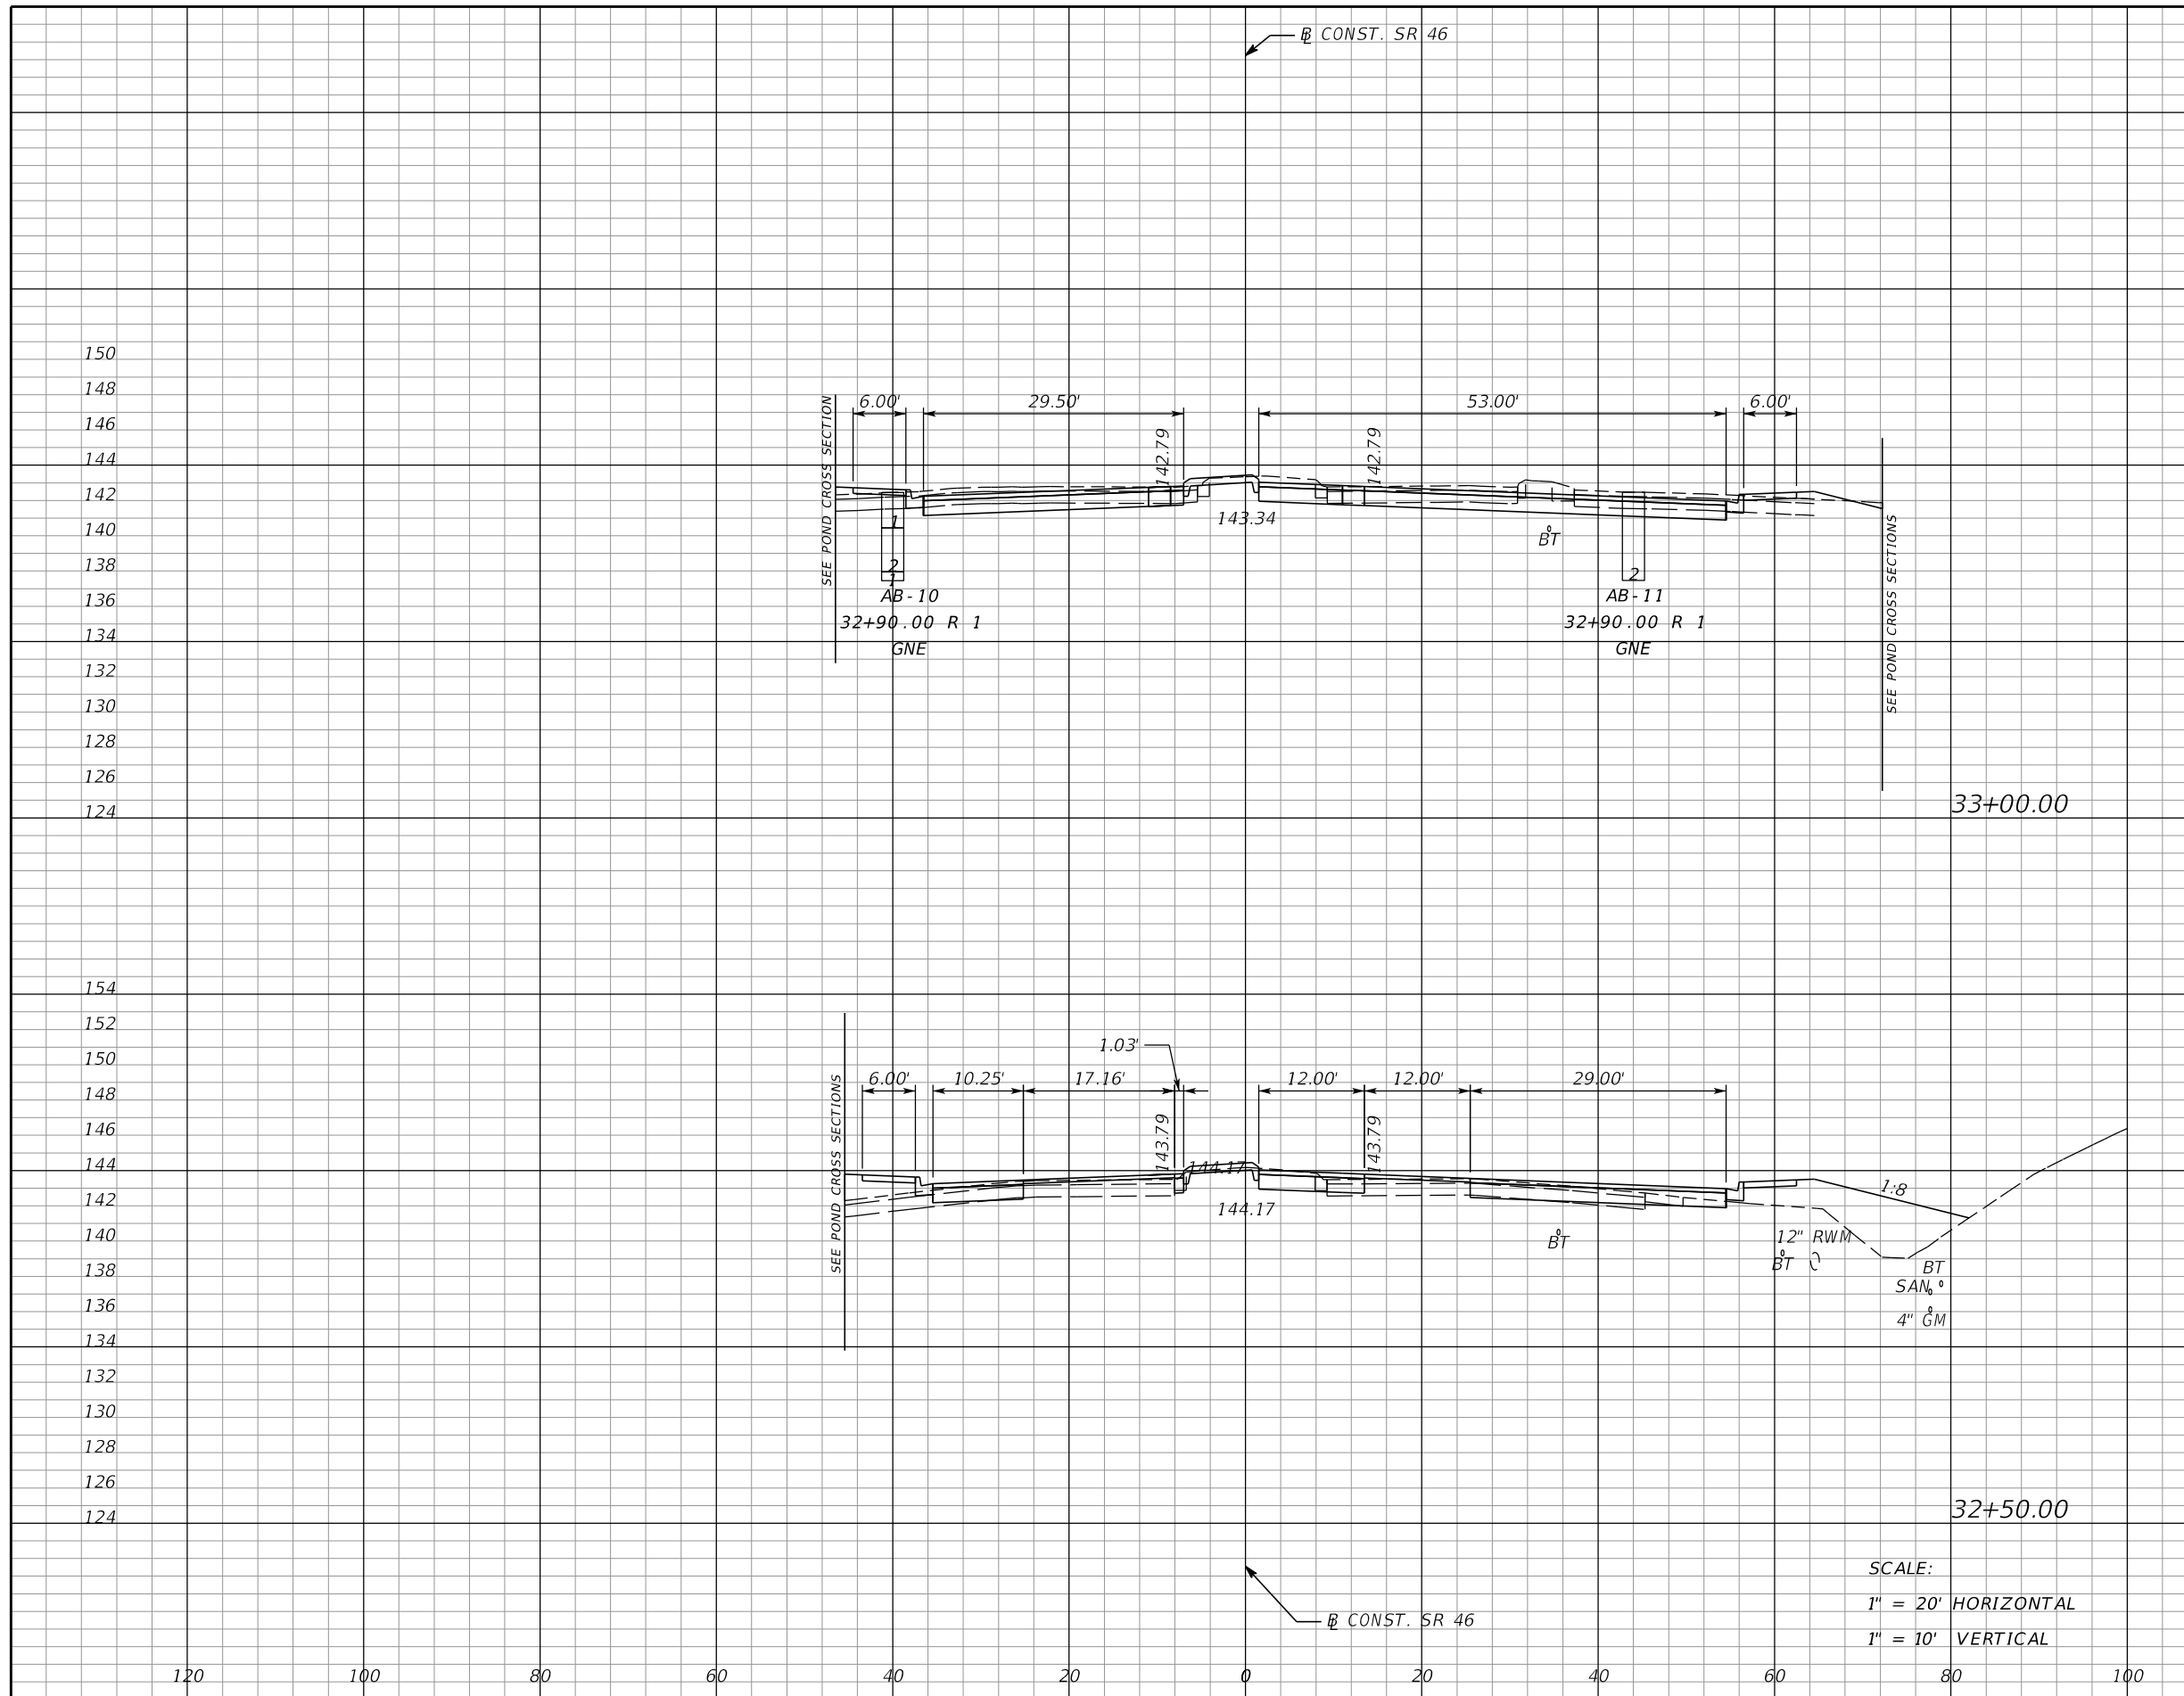 BL CONST. SR 46
150
148
146
144
142
140
138
136
134
132
130
128
126
124
6.00'
29.50'
53.00'
6.00'
SEE POND CROSS SECTION
142.79
142.79
143.34
1
2
1
AB-10
32+90.00 R 1
GNE
BT
2
AB-11
32+90.00 R 1
GNE
SEE POND CROSS SECTIONS
33+00.00
154
152
150
148
146
144
142
140
138
136
134
132
130
128
126
124
1.03'
6.00'
10.25'
17.16'
12.00'
12.00'
29.00'
SEE POND CROSS SECTIONS
143.79
143.79
144.17
144.17
1:8
BT
12" RWM
BT
BT
SAN
4" GM
32+50.00
SCALE:
1" = 20' HORIZONTAL
1" = 10' VERTICAL
BL CONST. SR 46
120 100 80 60 40 20 0 20 40 60 80 100